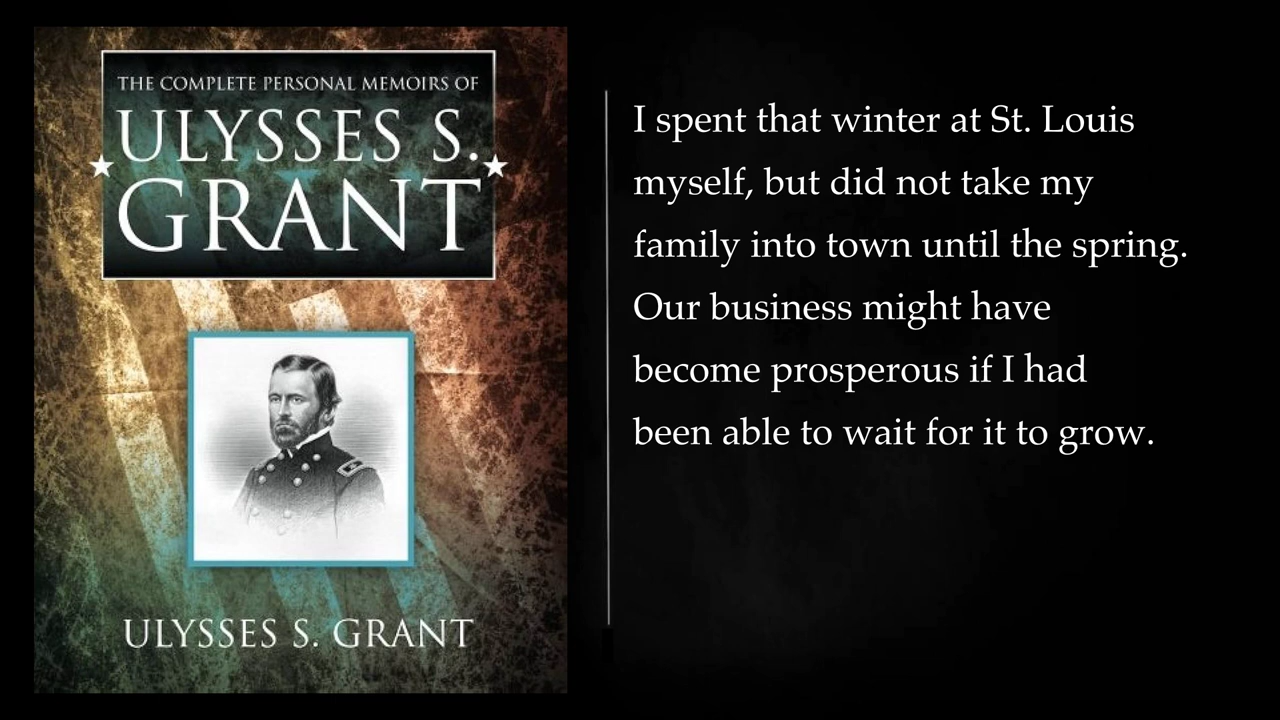 THE COMPLETE PERSONAL MEMOIRS OF
ULYSSES S.
GRANT
ULYSSES S. GRANT
I spent that winter at St. Louis
myself, but did not take my
family into town until the spring.
Our business might have
become prosperous if I had
been able to wait for it to grow.